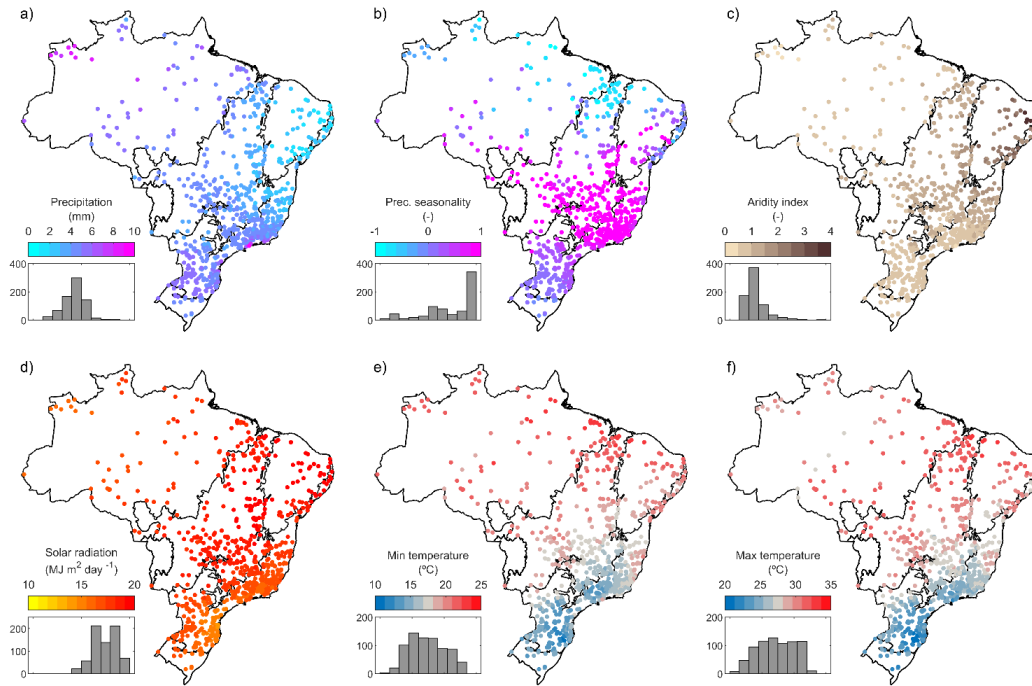 a)
b)
c)
Precipitation
(mm)
0 2 4 6 8 10
400
200
0
Prec. seasonality
(-)
-1 0 1
400
200
0
Aridity index
(-)
0 1 2 3 4
400
200
0
d)
e)
f)
Solar radiation
(MJ m² day ⁻¹)
10 15 20
200
100
0
Min temperature
(ºC)
10 15 20 25
200
100
0
Max temperature
(ºC)
20 25 30 35
200
100
0